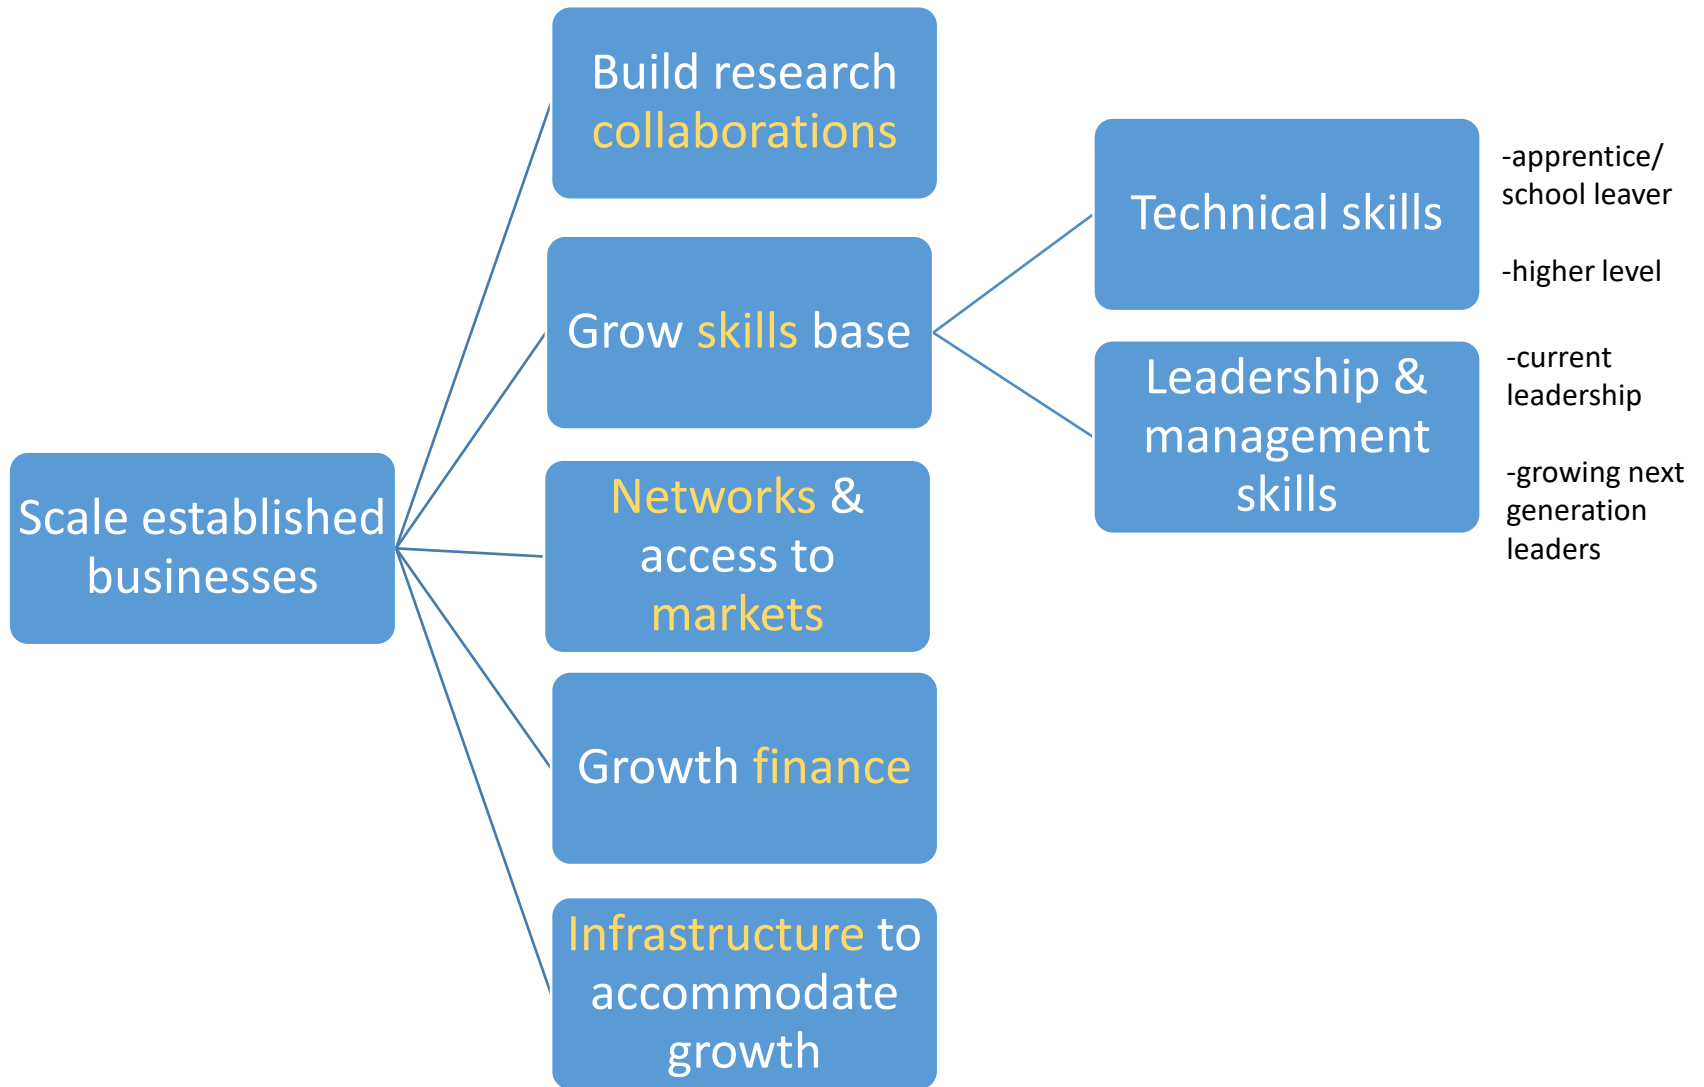 Build research
collaborations
Grow skills base
Networks &
access to
markets
Growth finance
Infrastructure to
accommodate
growth
Scale established
businesses
Technical skills
Leadership &
management
skills
-apprentice/
school leaver
-higher level
-current
leadership
-growing next
generation
leaders